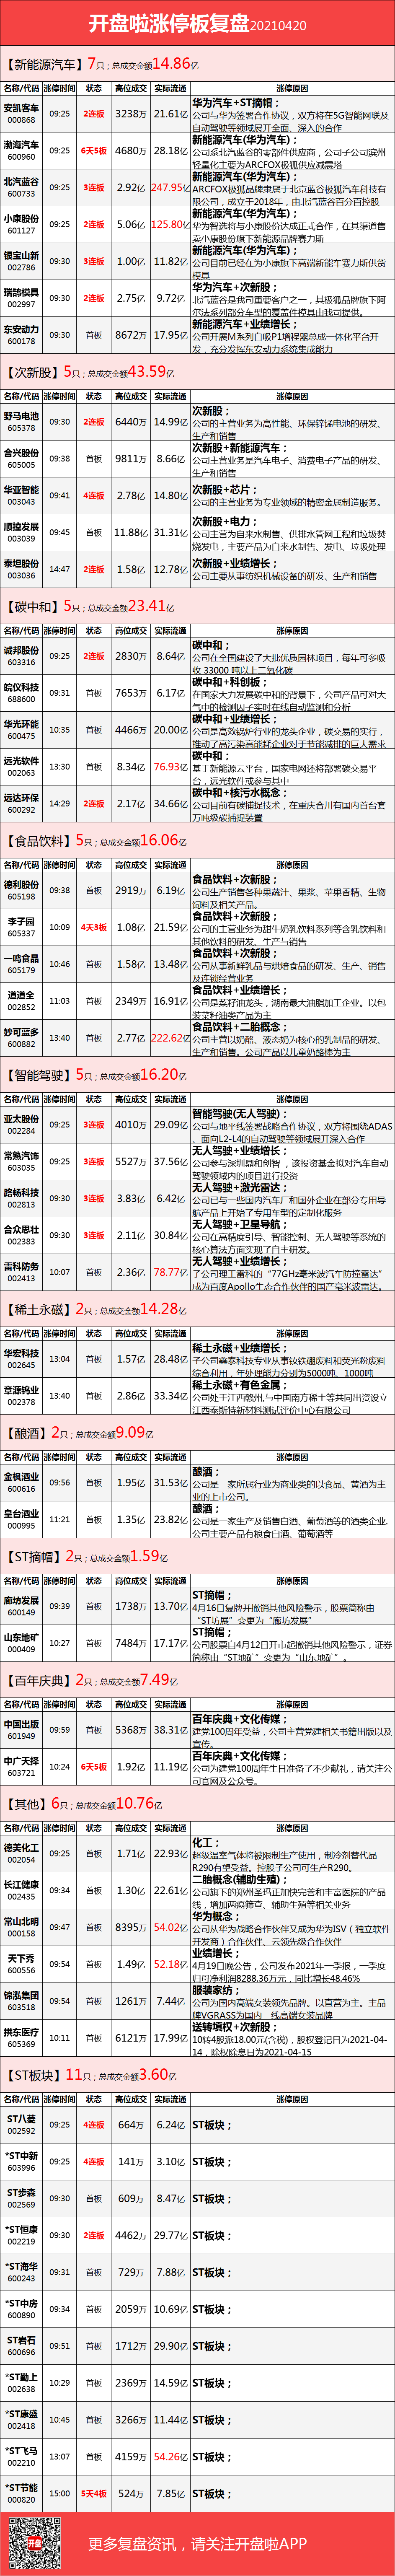 开盘啦涨停板复盘20210420
【新能源汽车】7只；总成交金额14.86亿
名称/代码 涨停时间 状态 高位成交 实际流通 涨停原因
安凯客车 000868 09:25 2连板 3238万 21.61亿 华为汽车+ST摘帽；
公司与华为签署合作协议，双方将在5G智能网联及
自动驾驶等领域展开全面、深入的合作
渤海汽车 600960 09:25 6天5板 4680万 28.18亿 新能源汽车(华为汽车)；
公司系北汽蓝谷的零部件供应商，公司子公司滨州
轻量化主要为ARCFOX极狐供应减震塔
北汽蓝谷 600733 09:25 3连板 2.92亿 247.95亿 新能源汽车(华为汽车)；
ARCFOX极狐品牌隶属于北京蓝谷极狐汽车科技有
限公司，成立于2018年，由北汽蓝谷百分百控股
小康股份 601127 09:25 2连板 5.06亿 125.80亿 新能源汽车(华为汽车)；
华为智选将与小康股份达成正式合作，在其渠道售
卖小康股份旗下新能源品牌赛力斯
银宝山新 002786 09:30 3连板 1.00亿 11.82亿 新能源汽车(华为汽车)；
公司目前已经在为小康旗下高端新能车赛力斯供货
模具
瑞鹄模具 002997 09:30 2连板 2.75亿 9.72亿 华为汽车+次新股；
北汽蓝谷是我司重要客户之一，其极狐品牌旗下阿
尔法系列部分车型的覆盖件模具由我司提供。
东安动力 600178 09:30 首板 8672万 17.95亿 新能源汽车+业绩增长；
公司开展M系列自吸P1增程器总成一体化平台开
发，充分发挥东安动力系统集成能力
【次新股】5只；总成交金额43.59亿
名称/代码 涨停时间 状态 高位成交 实际流通 涨停原因
野马电池 605378 09:30 2连板 6440万 14.99亿 次新股；
公司的主营业务为高性能、环保锌锰电池的研发、
生产和销售
合兴股份 605005 09:38 首板 9811万 8.66亿 次新股+新能源汽车；
公司主营业务是汽车电子、消费电子产品的研发、
生产和销售
华亚智能 003043 09:41 4连板 2.78亿 14.80亿 次新股+芯片；
公司的主营业务为专业领域的精密金属制造服务。
顺控发展 003039 09:45 首板 11.88亿 31.31亿 次新股+电力；
公司主营为自来水制售、供排水管网工程和垃圾焚
烧发电，主要产品为自来水制售、发电、垃圾处理
泰坦股份 003036 14:47 2连板 1.58亿 12.78亿 次新股+业绩增长；
公司主要从事纺织机械设备的研发、生产和销售
【碳中和】5只；总成交金额23.41亿
名称/代码 涨停时间 状态 高位成交 实际流通 涨停原因
诚邦股份 603316 09:25 2连板 2830万 8.64亿 碳中和；
公司在全国建设了大批优质园林项目，每年可多吸
收 33000 吨以上二氧化碳
皖仪科技 688600 09:31 首板 7653万 6.17亿 碳中和+科创板；
在国家大力发展碳中和的背景下，公司产品可对大
气中的检测因子实时在线自动监测和分析
华光环能 600475 10:35 首板 4466万 20.00亿 碳中和+业绩增长；
公司是高效锅炉行业的龙头企业，碳交易的实行，
推动了高污染高能耗企业对于节能减排的巨大需求
远光软件 002063 13:30 首板 8.34亿 76.93亿 碳中和；
基于新能源云平台，国家电网还将部署碳交易平
台，远光软件或参与其中
远达环保 600292 14:29 2连板 2.17亿 34.66亿 碳中和+核污水概念；
公司目前有碳捕捉技术，在重庆合川有国内首台套
万吨级碳捕捉装置
【食品饮料】5只；总成交金额16.06亿
名称/代码 涨停时间 状态 高位成交 实际流通 涨停原因
德利股份 605198 09:38 首板 2919万 6.19亿 食品饮料+次新股；
公司生产销售各种果蔬汁、果浆、苹果香精、生物
饲料及相关产品。
李子园 605337 10:09 4天3板 1.08亿 21.59亿 食品饮料+次新股；
公司的主营业务为甜牛奶乳饮料系列等含乳饮料和
其他饮料的研发、生产与销售
一鸣食品 605179 10:46 首板 1.58亿 13.48亿 食品饮料+次新股；
公司从事新鲜乳品与烘焙食品的研发、生产、销售
及连锁经营业务
道道全 002852 11:03 首板 2349万 16.91亿 食品饮料+业绩增长；
公司是菜籽油龙头，湖南最大油脂加工企业。以包
装菜籽油类产品为主
妙可蓝多 600882 13:40 首板 2.77亿 222.62亿 食品饮料+二胎概念；
公司主营以奶酪、液态奶为核心的乳制品的研发、
生产和销售。公司产品以儿童奶酪棒为主
【智能驾驶】5只；总成交金额16.20亿
名称/代码 涨停时间 状态 高位成交 实际流通 涨停原因
亚太股份 002284 09:25 3连板 4010万 29.09亿 智能驾驶(无人驾驶)；
公司与地平线签署战略合作协议，双方将围绕ADAS
、面向L2-L4的自动驾驶等领域展开深入合作
常熟汽饰 603035 09:25 3连板 5527万 37.56亿 无人驾驶+业绩增长；
公司参与深圳鼎和创智 ，该投资基金拟对汽车自动
驾驶领域内的项目进行投资
路畅科技 002813 09:30 3连板 3.83亿 6.42亿 无人驾驶+激光雷达；
公司已与一些国内汽车厂和国外企业在部分专用导
航产品上开始了专用车型的定制化服务
合众思壮 002383 09:30 3连板 2.11亿 30.84亿 无人驾驶+卫星导航；
公司在高精度引导、智能控制、无人驾驶等系统的
核心算法方面实现了自主研发。
雷科防务 002413 10:07 首板 2.36亿 78.77亿 无人驾驶+业绩增长；
子公司理工雷科的“77GHz毫米波汽车防撞雷达”
成为百度Apollo生态合作伙伴的国产毫米波雷达。
【稀土永磁】2只；总成交金额14.28亿
名称/代码 涨停时间 状态 高位成交 实际流通 涨停原因
华宏科技 002645 13:04 首板 1.57亿 28.48亿 稀土永磁+业绩增长；
子公司鑫泰科技专业从事钕铁硼废料和荧光粉废料
综合利用，年处理能力分别为5000吨、1000吨
章源钨业 002378 13:40 首板 2.86亿 33.34亿 稀土永磁+有色金属；
公司处于江西赣州,与中国南方稀土等共同出资设立
江西泰斯特新材料测试评价中心有限公司
【酿酒】2只；总成交金额9.09亿
名称/代码 涨停时间 状态 高位成交 实际流通 涨停原因
金枫酒业 600616 09:56 首板 1.95亿 31.53亿 酿酒；
公司是一家所属行业为商业类的以食品、黄酒为主
业的上市公司。
皇台酒业 000995 11:21 首板 1.35亿 23.82亿 酿酒；
公司是一家生产及销售白酒、葡萄酒等的酒类企业.
公司主要产品有粮食白酒、葡萄酒等
【ST摘帽】2只；总成交金额1.59亿
名称/代码 涨停时间 状态 高位成交 实际流通 涨停原因
廊坊发展 600149 09:39 首板 1738万 13.70亿 ST摘帽；
4月16日复牌并撤销其他风险警示，股票简称由
“ST坊展”变更为“廊坊发展”
山东地矿 000409 10:27 首板 7484万 17.17亿 ST摘帽；
公司股票自4月12日开市起撤销其他风险警示，证券
简称由“ST地矿”变更为“山东地矿”。
【百年庆典】2只；总成交金额7.49亿
名称/代码 涨停时间 状态 高位成交 实际流通 涨停原因
中国出版 601949 09:59 首板 5368万 38.31亿 百年庆典+文化传媒；
建党100周年受益，公司主营党建相关书籍出版以及
宣传。
中广天择 603721 10:24 6天5板 1.92亿 11.19亿 百年庆典+文化传媒；
公司为建党100周年生日准备了不少献礼，请关注公
司官网及公众号。
【其他】6只；总成交金额10.76亿
名称/代码 涨停时间 状态 高位成交 实际流通 涨停原因
德美化工 002054 09:25 首板 1.71亿 22.93亿 化工；
超级温室气体将被限制生产使用，制冷剂替代品
R290有望受益。控股子公司可生产R290。
长江健康 002435 09:34 首板 1.30亿 22.61亿 二胎概念(辅助生殖)；
公司旗下的郑州圣玛正加快完善和丰富医院的产品
线，增加两癌筛查、辅助生殖等相关业务
常山北明 000158 09:47 首板 8395万 54.02亿 华为概念；
公司从华为战略合作伙伴又成为华为ISV（独立软件
开发商）合作伙伴、云领先级合作伙伴
天下秀 600556 09:54 首板 1.49亿 52.18亿 业绩增长；
4月19日晚公告，公司发布2021年一季报，一季度
归母净利润8288.36万元，同比增长48.46%
锦泓集团 603518 09:54 首板 1261万 7.44亿 服装家纺；
公司为国内高端女装领先品牌。以直营为主。主品
牌VGRASS为国内一线高端女装品牌
拱东医疗 605369 10:11 首板 6121万 17.99亿 送转填权+次新股；
10转4股派18.00元(含税)，股权登记日为2021-04-
14，除权除息日为2021-04-15
【ST板块】11只；总成交金额3.60亿
名称/代码 涨停时间 状态 高位成交 实际流通 涨停原因
ST八菱 002592 09:25 4连板 664万 6.24亿 ST板块；
*ST中新 603996 09:25 4连板 141万 3.10亿 ST板块；
ST步森 002569 09:30 首板 609万 8.47亿 ST板块；
*ST恒康 002219 09:30 2连板 4462万 29.77亿 ST板块；
*ST海华 600243 09:31 首板 729万 7.88亿 ST板块；
*ST中房 600890 09:34 首板 2059万 10.69亿 ST板块；
ST岩石 600696 09:51 首板 1712万 29.90亿 ST板块；
*ST勤上 002638 10:29 首板 2369万 14.59亿 ST板块；
*ST康盛 002418 10:45 首板 3266万 11.44亿 ST板块；
*ST飞马 002210 13:07 首板 4159万 54.26亿 ST板块；
*ST节能 000820 15:00 5天4板 524万 7.85亿 ST板块；
开盘
更多复盘资讯，请关注开盘啦APP